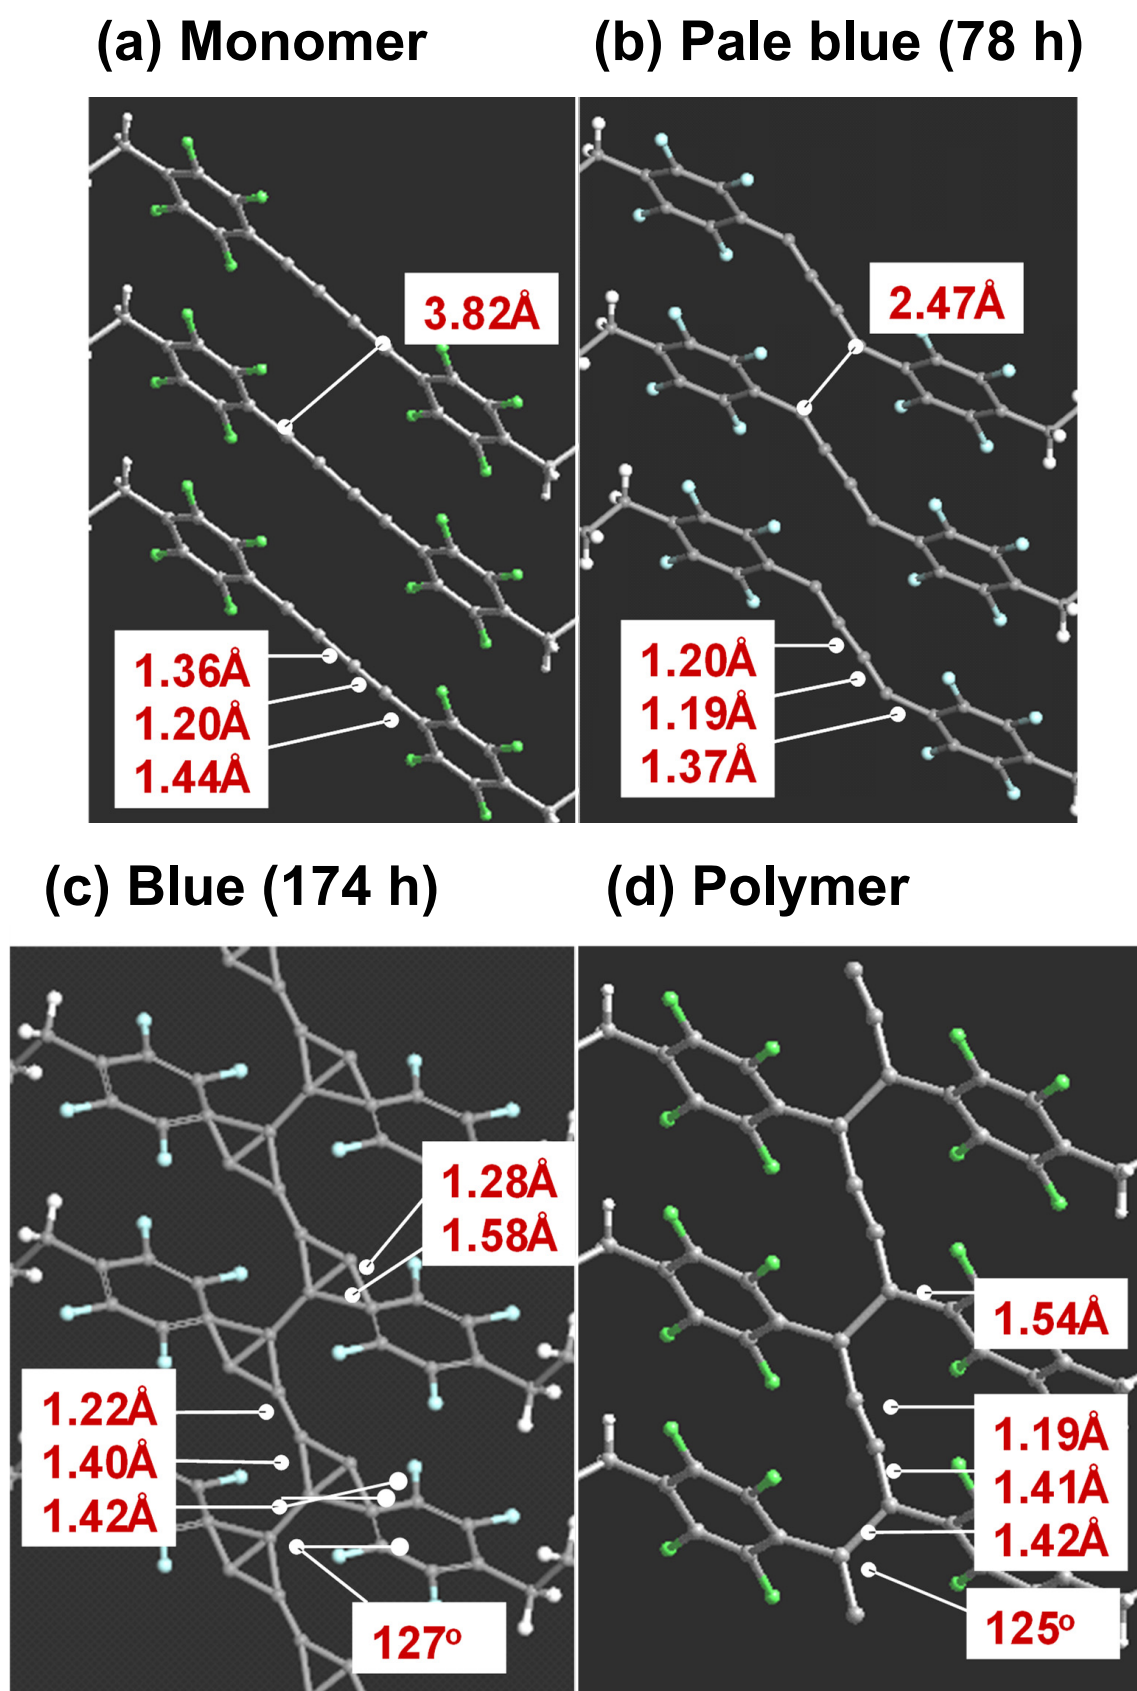 (a) Monomer
(b) Pale blue (78 h)
3.82Å
2.47Å
1.36Å
1.20Å
1.44Å
1.20Å
1.19Å
1.37Å
(c) Blue (174 h)
(d) Polymer
1.28Å
1.58Å
1.22Å
1.40Å
1.42Å
127º
1.54Å
1.19Å
1.41Å
1.42Å
125º